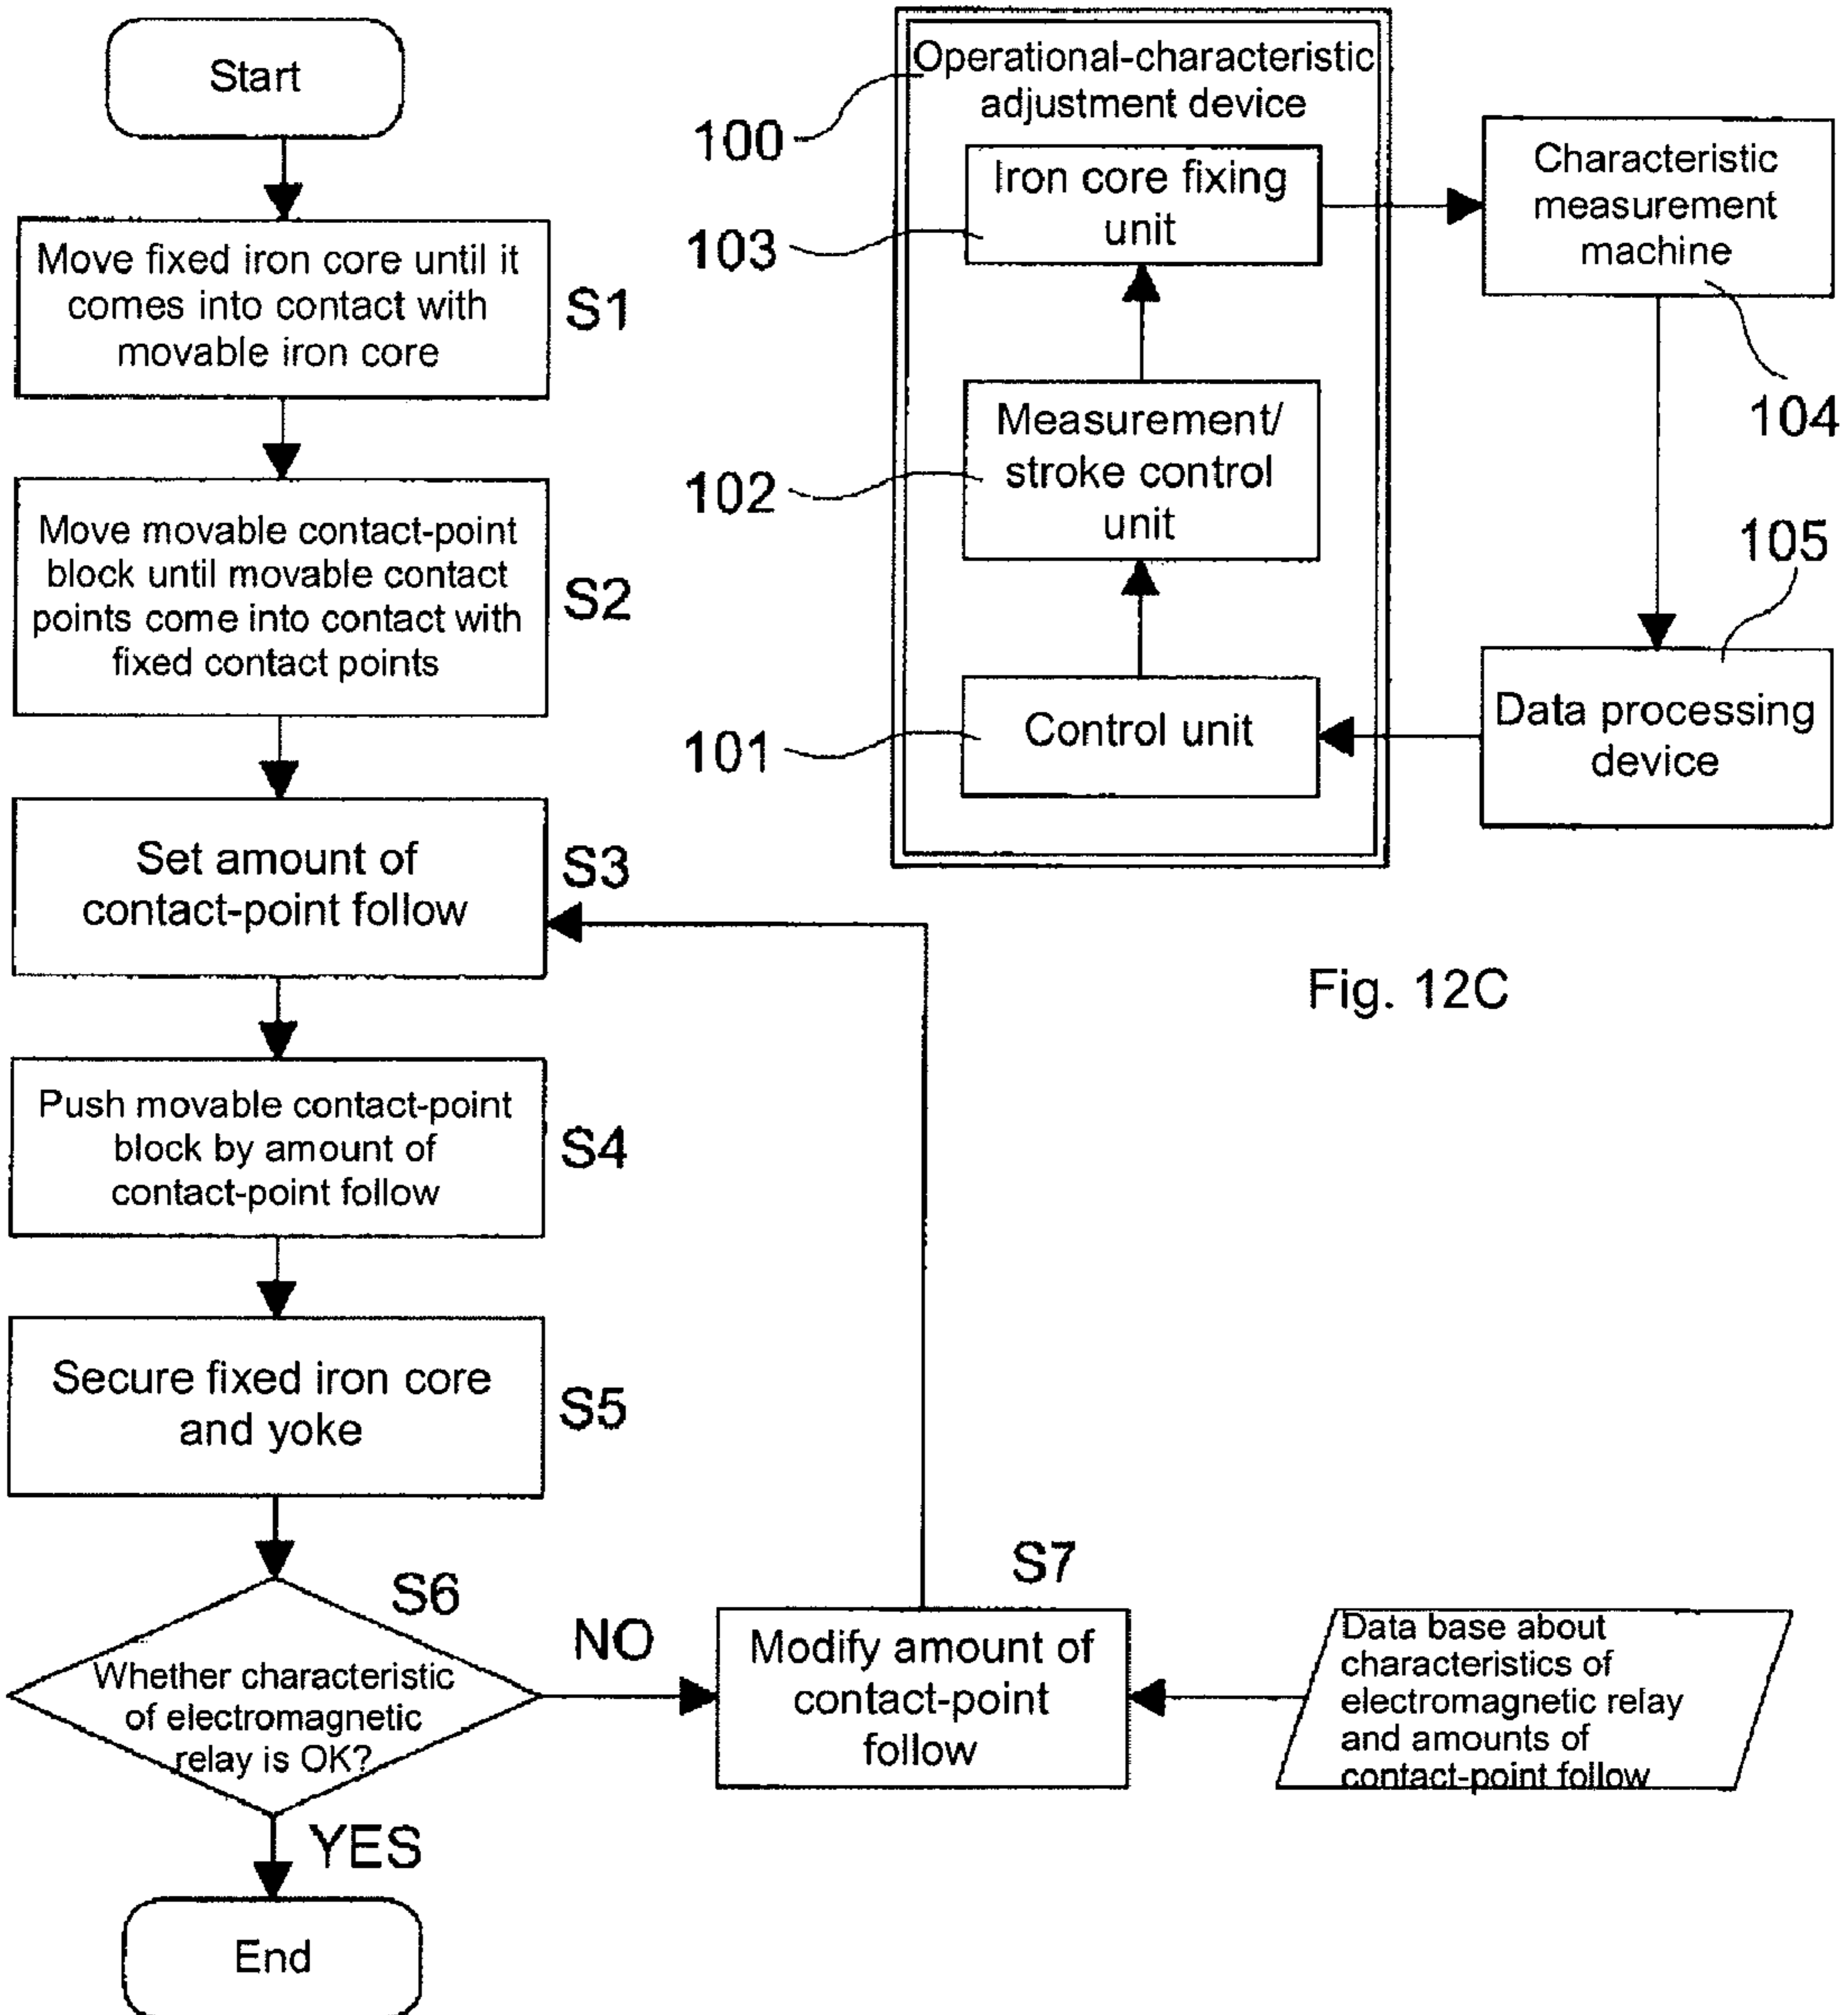 Start
Move fixed iron core until it
comes into contact with
movable iron core
S1
Move movable contact-point
block until movable contact
points come into contact with
fixed contact points
S2
Set amount of
contact-point follow
S3
Push movable contact-point
block by amount of
contact-point follow
S4
Secure fixed iron core
and yoke
S5
S6
Whether characteristic
of electromagnetic
relay is OK?
NO
YES
End
S7
Modify amount of
contact-point
follow
Data base about
characteristics of
electromagnetic relay
and amounts of
contact-point follow
Operational-characteristic
adjustment device
100
Iron core fixing
unit
103
Measurement/
stroke control
unit
102
Control unit
101
Characteristic
measurement
machine
104
105
Data processing
device
Fig. 12C